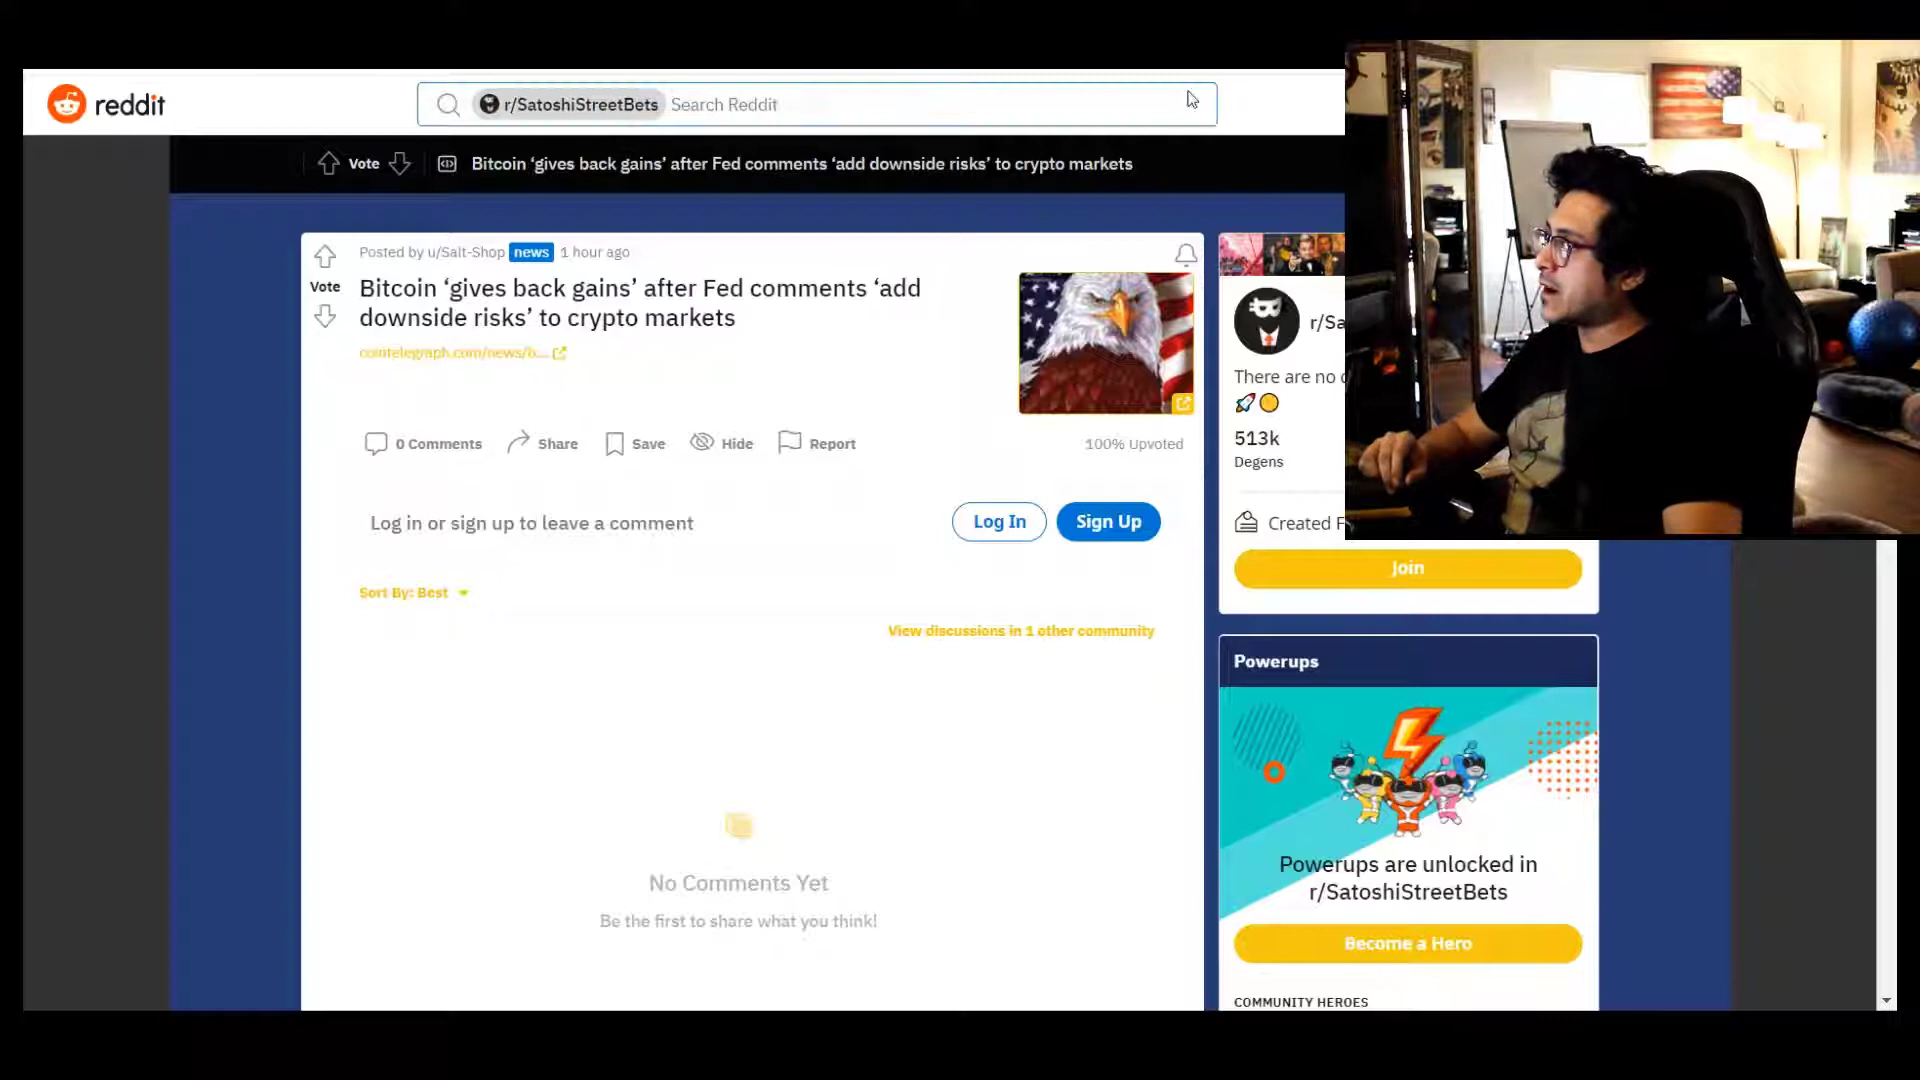 reddit
r/SatoshiStreetBets Search Reddit
Vote
Bitcoin ‘gives back gains’ after Fed comments ‘add downside risks’ to crypto markets
Posted by u/Salt-Shop news 1 hour ago
Vote
Bitcoin ‘gives back gains’ after Fed comments ‘add
downside risks’ to crypto markets
cointelegraph.com/news/b...
0 Comments Share Save Hide Report
100% Upvoted
Log in or sign up to leave a comment
Log In
Sign Up
Sort By: Best
View discussions in 1 other community
No Comments Yet
Be the first to share what you think!
r/Sa
There are no c
513k
Degens
Created F
Join
Powerups
Powerups are unlocked in
r/SatoshiStreetBets
Become a Hero
COMMUNITY HEROES